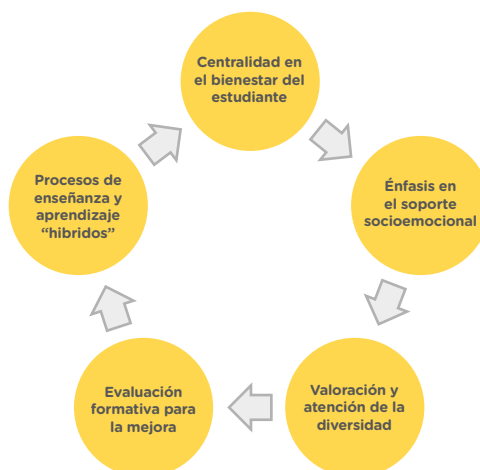 Centralidad en
el bienestar del
estudiante
Énfasis en
el soporte
socioemocional
Valoración y
atención de la
diversidad
Evaluación
formativa para
la mejora
Procesos de
enseñanza y
aprendizaje
“hibridos”